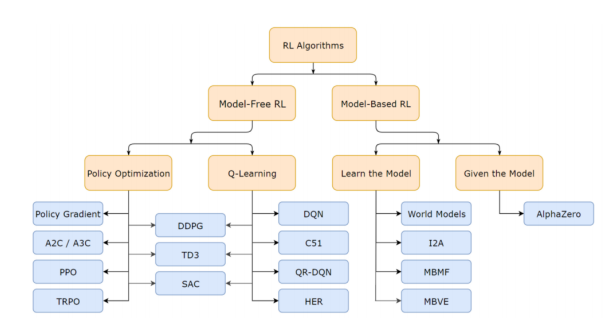 RL Algorithms
Model-Free RL
Model-Based RL
Policy Optimization
Q-Learning
Learn the Model
Given the Model
Policy Gradient
DDPG
DQN
World Models
AlphaZero
A2C / A3C
TD3
C51
I2A
PPO
SAC
QR-DQN
MBMF
TRPO
HER
MBVE